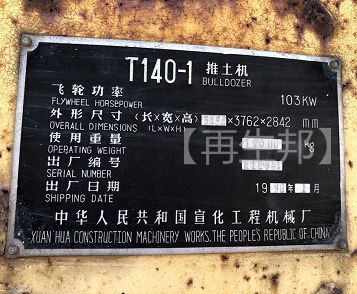 T140-1 推土机
BULLDOZER
飞轮功率 103KW
FLYWHEEL HORSEPOWER
外形尺寸(长×宽×高) ×3762×2842 mm
OVERALL DIMENSIONS (L×W×H)
使用重量 kg
OPERATING WEIGHT
出厂编号
SERIAL NUMBER
出厂日期 19 年 月
SHIPPING DATE
中华人民共和国宣化工程机械厂
XUAN HUA CONSTRUCTION MACHINERY WORKS.THE PEOPLE'S REPUBLIC OF CHINA
【再生邦】